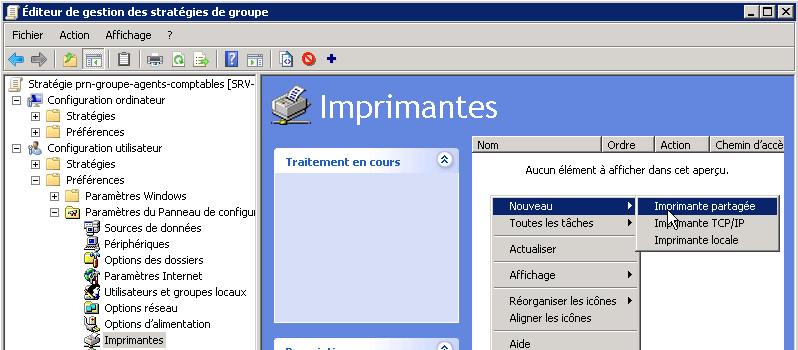 Éditeur de gestion des stratégies de groupe
Fichier Action Affichage ?
Stratégie prn-groupe-agents-comptables [SRV-
Configuration ordinateur
Stratégies
Préférences
Configuration utilisateur
Stratégies
Préférences
Paramètres Windows
Paramètres du Panneau de configu
Sources de données
Périphériques
Options des dossiers
Paramètres Internet
Utilisateurs et groupes locaux
Options réseau
Options d'alimentation
Imprimantes
Imprimantes
Traitement en cours
Nom Ordre Action Chemin d'accè
Aucun élément à afficher dans cet aperçu.
Nouveau
Toutes les tâches
Actualiser
Affichage
Réorganiser les icônes
Aligner les icônes
Aide
Imprimante partagée
Imprimante TCP/IP
Imprimante locale